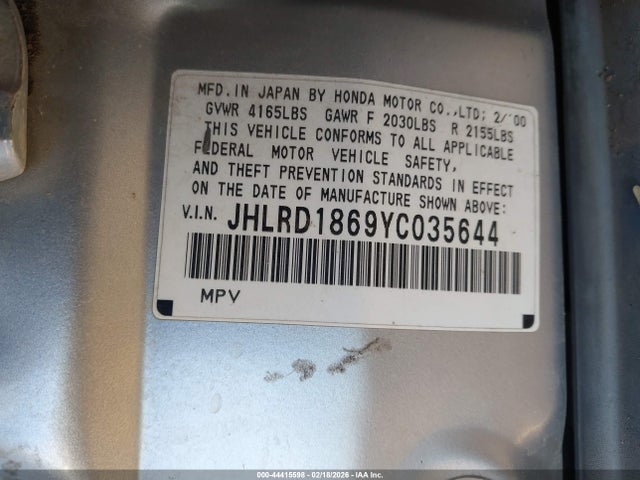 MFD. IN JAPAN BY HONDA MOTOR CO.,LTD; 2/'00
GVWR 4165LBS GAWR F 2030LBS R 2155LBS
THIS VEHICLE CONFORMS TO ALL APPLICABLE
FEDERAL MOTOR VEHICLE SAFETY,
AND THEFT PREVENTION STANDARDS IN EFFECT
ON THE DATE OF MANUFACTURE SHOWN ABOVE:
V.I.N. JHLRD1869YC035644
MPV
000-44415598 - 02/18/2026 - IAA Inc.